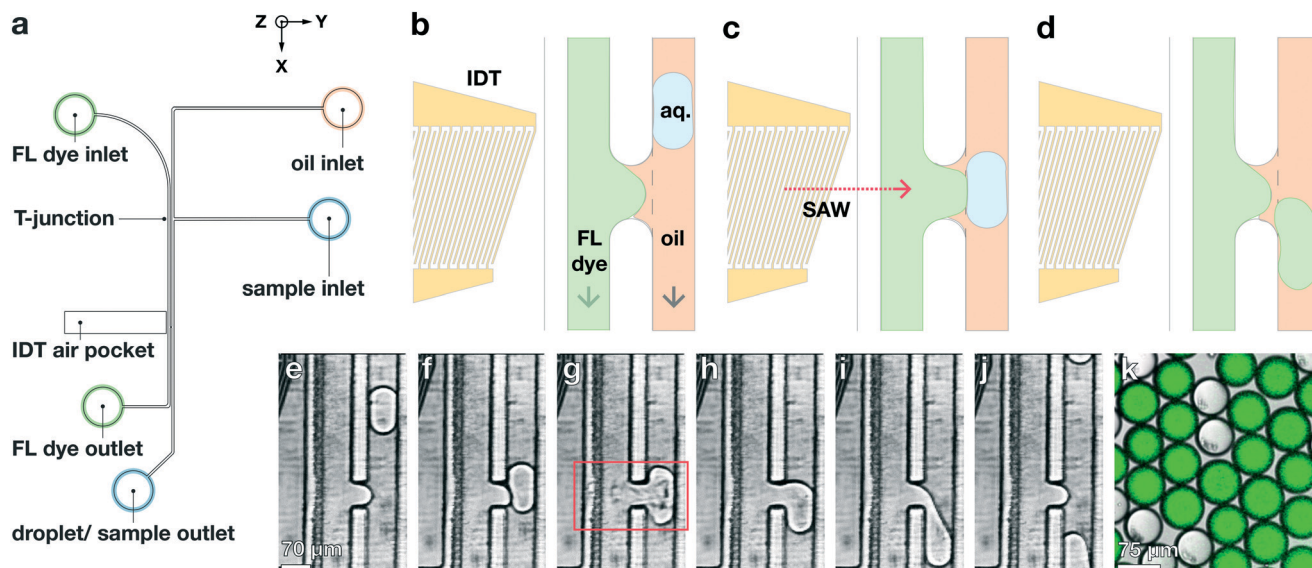 a
Z
Y
X
FL dye inlet
oil inlet
T-junction
sample inlet
IDT air pocket
FL dye outlet
droplet/ sample outlet
b
IDT
aq.
FL
dye
oil
c
SAW
d
e
70 µm
f
g
h
i
j
k
75 µm